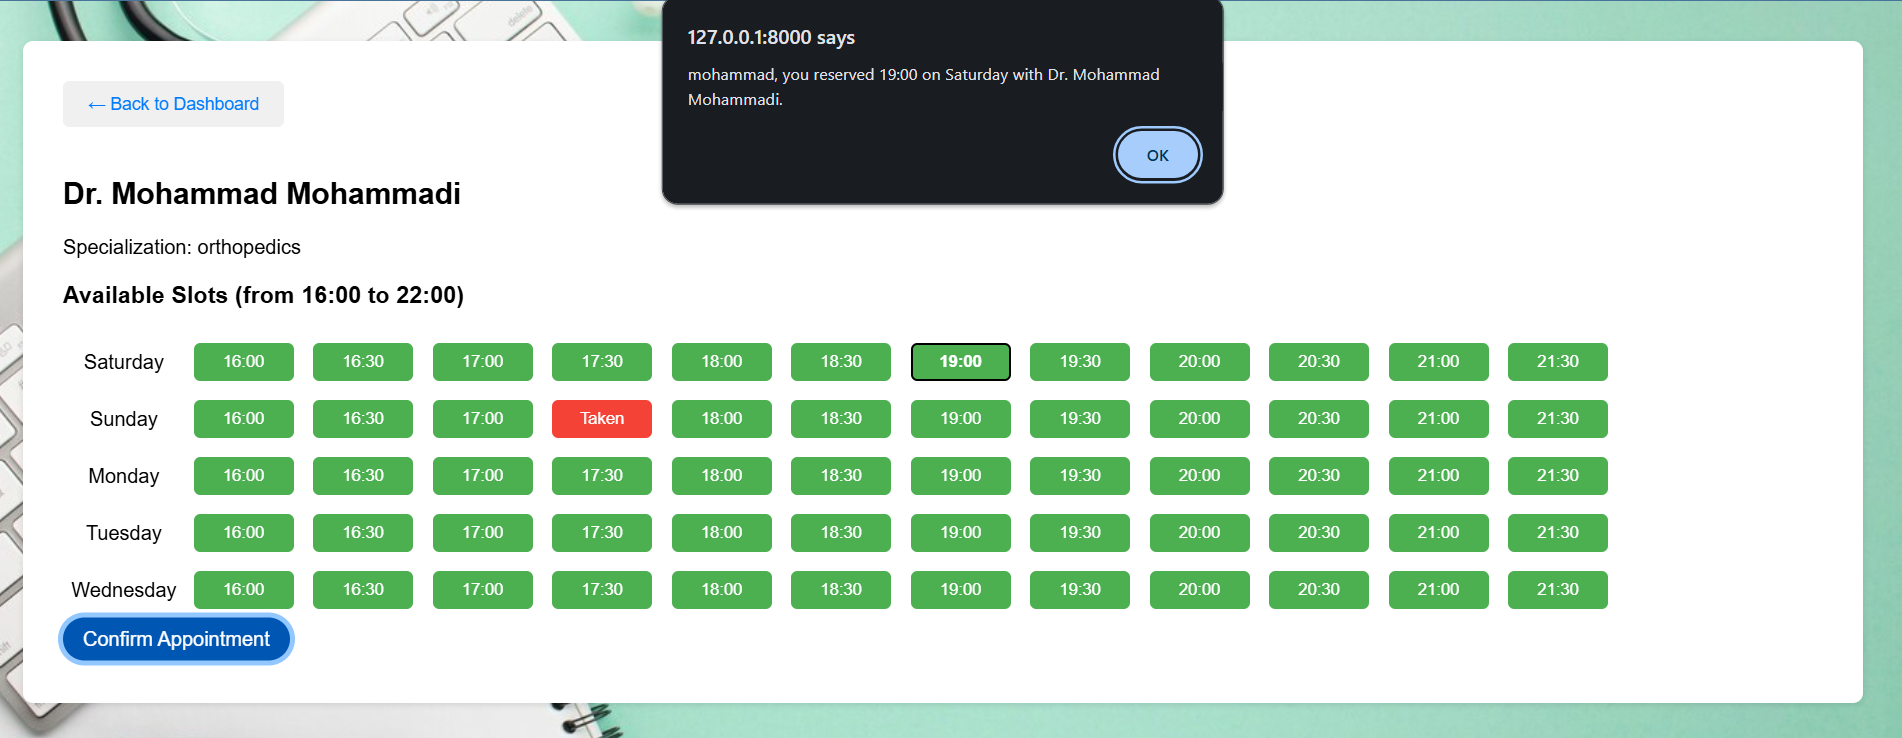 127.0.0.1:8000 says
mohammad, you reserved 19:00 on Saturday with Dr. Mohammad
Mohammadi.
OK
← Back to Dashboard
Dr. Mohammad Mohammadi
Specialization: orthopedics
Available Slots (from 16:00 to 22:00)
Saturday 16:00 16:30 17:00 17:30 18:00 18:30 19:00 19:30 20:00 20:30 21:00 21:30
Sunday 16:00 16:30 17:00 Taken 18:00 18:30 19:00 19:30 20:00 20:30 21:00 21:30
Monday 16:00 16:30 17:00 17:30 18:00 18:30 19:00 19:30 20:00 20:30 21:00 21:30
Tuesday 16:00 16:30 17:00 17:30 18:00 18:30 19:00 19:30 20:00 20:30 21:00 21:30
Wednesday 16:00 16:30 17:00 17:30 18:00 18:30 19:00 19:30 20:00 20:30 21:00 21:30
Confirm Appointment
delete